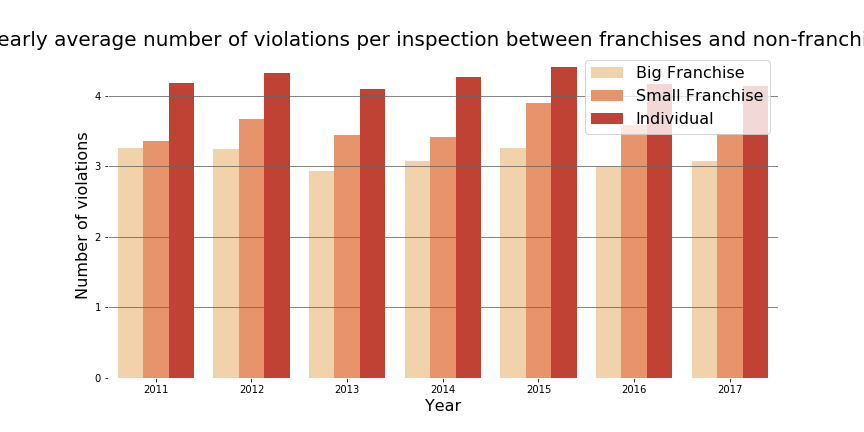 early average number of violations per inspection between franchises and non-franchi
Big Franchise
Small Franchise
Individual
Number of violations
4
3
2
1
0
2011 2012 2013 2014 2015 2016 2017
Year